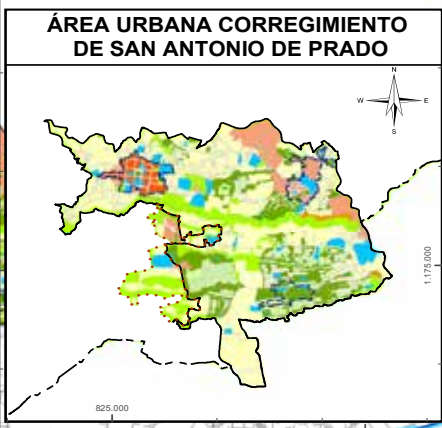 ÁREA URBANA CORREGIMIENTO
DE SAN ANTONIO DE PRADO
N
W
E
S
1.175.000
825.000